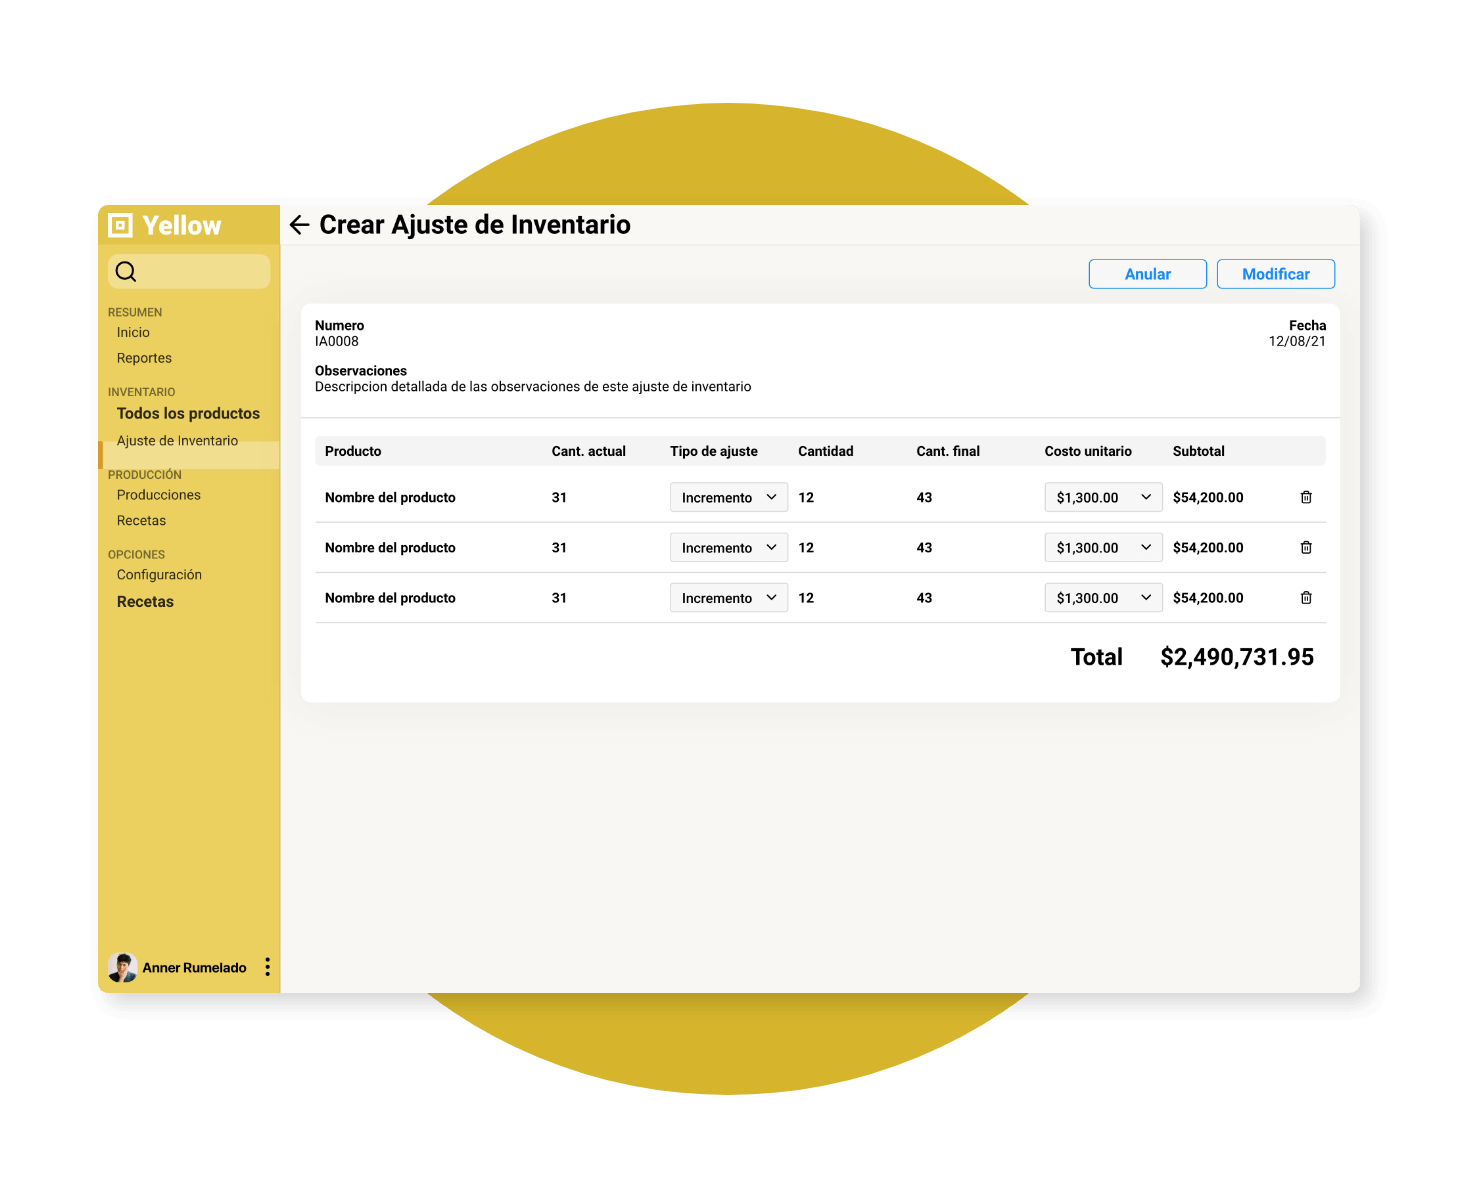 Yellow
Crear Ajuste de Inventario
Anular Modificar
RESUMEN
Inicio
Reportes
INVENTARIO
Todos los productos
Ajuste de Inventario
PRODUCCIÓN
Producciones
Recetas
OPCIONES
Configuración
Recetas
Anner Rumelado
Numero Fecha
IA0008 12/08/21
Observaciones
Descripcion detallada de las observaciones de este ajuste de inventario
Producto Cant. actual Tipo de ajuste Cantidad Cant. final Costo unitario Subtotal
Nombre del producto 31 Incremento 12 43 $1,300.00 $54,200.00
Nombre del producto 31 Incremento 12 43 $1,300.00 $54,200.00
Nombre del producto 31 Incremento 12 43 $1,300.00 $54,200.00
Total $2,490,731.95